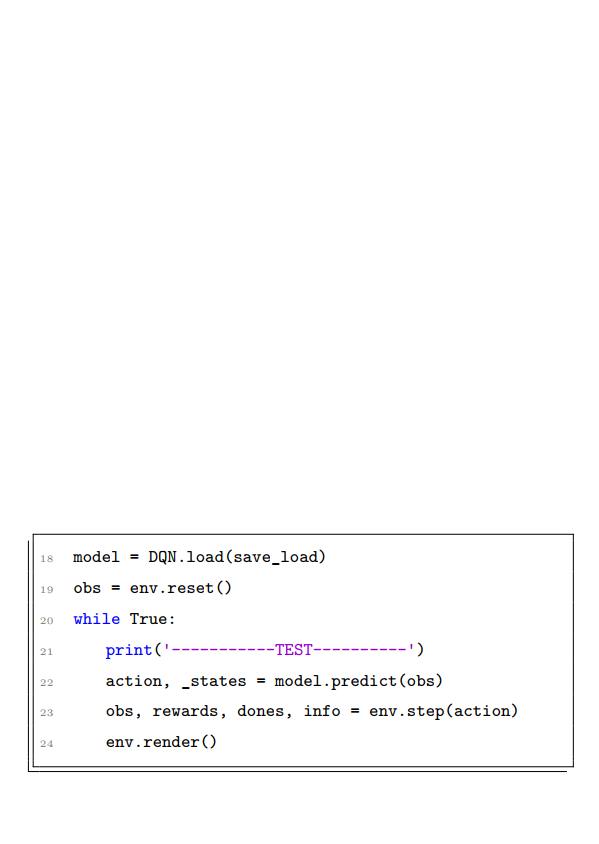 18 model = DQN.load(save_load)
19 obs = env.reset()
20 while True:
21 print('-----------TEST----------')
22 action, _states = model.predict(obs)
23 obs, rewards, dones, info = env.step(action)
24 env.render()